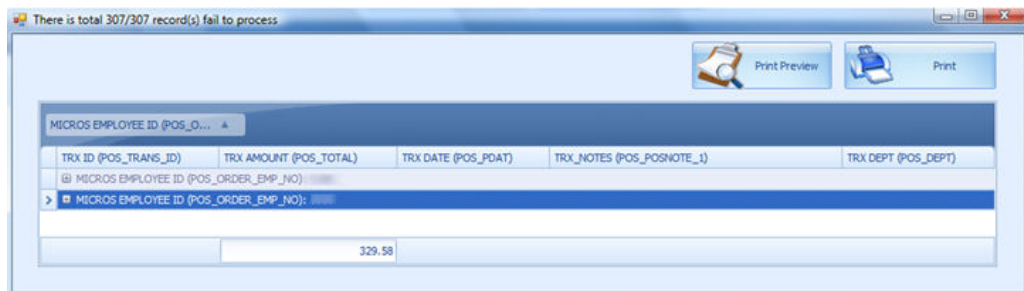 There is total 307/307 record(s) fail to process
Print Preview
Print
MICROS EMPLOYEE ID (POS_O...
TRX ID (POS_TRANS_ID) TRX AMOUNT (POS_TOTAL) TRX DATE (POS_PDAT) TRX_NOTES (POS_POSNOTE_1) TRX DEPT (POS_DEPT)
MICROS EMPLOYEE ID (POS_ORDER_EMP_NO):
MICROS EMPLOYEE ID (POS_ORDER_EMP_NO):
329.58